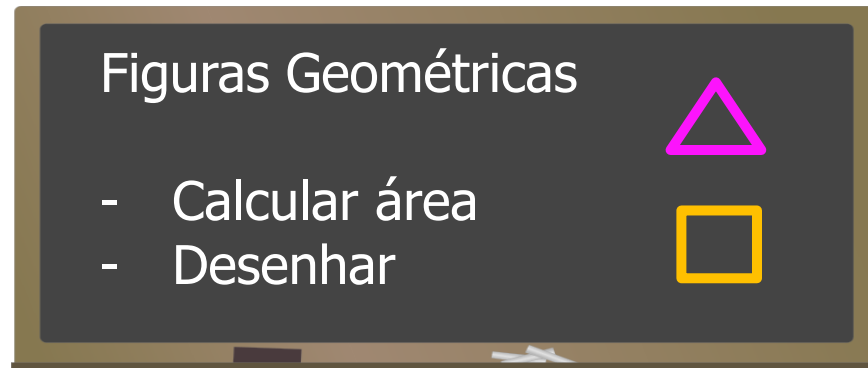 Figuras Geométricas
- Calcular área
- Desenhar